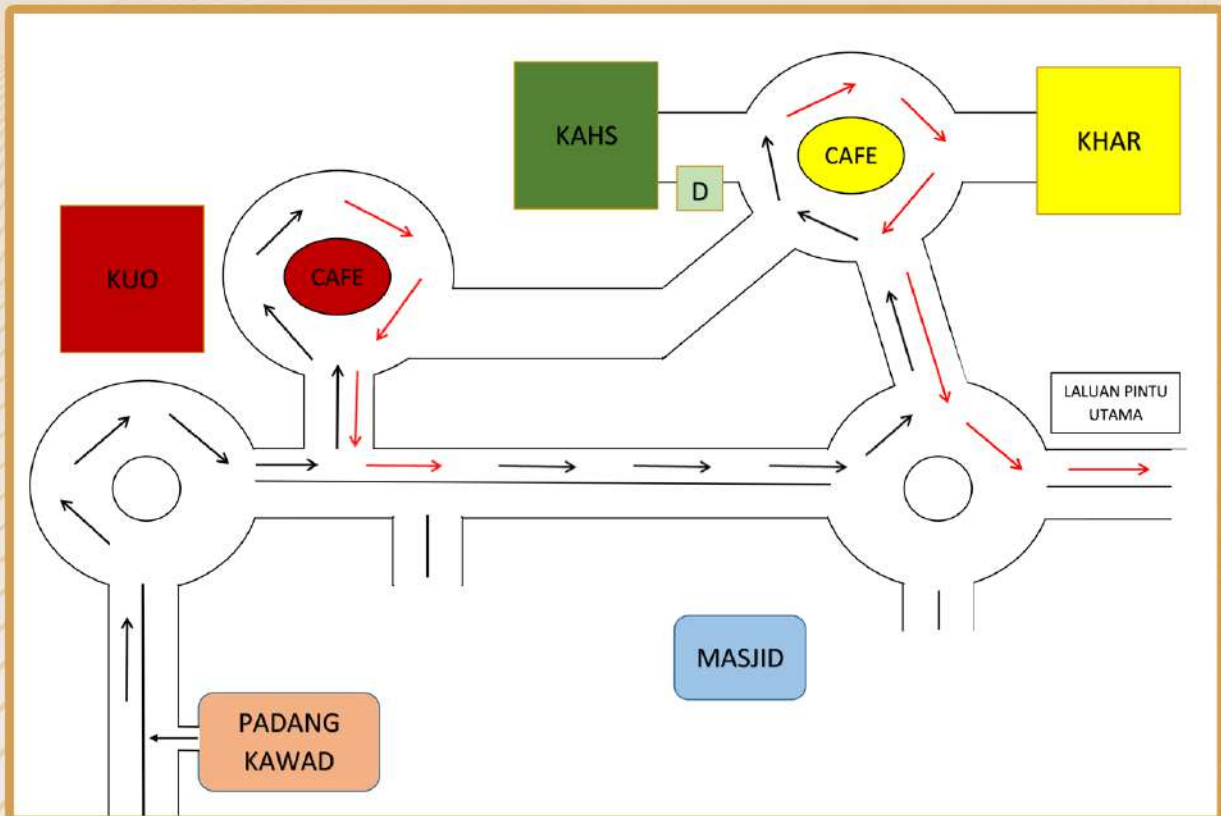 KAHS
KHAR
CAFE
D
KUO
CAFE
LALUAN PINTU
UTAMA
MASJID
PADANG
KAWAD